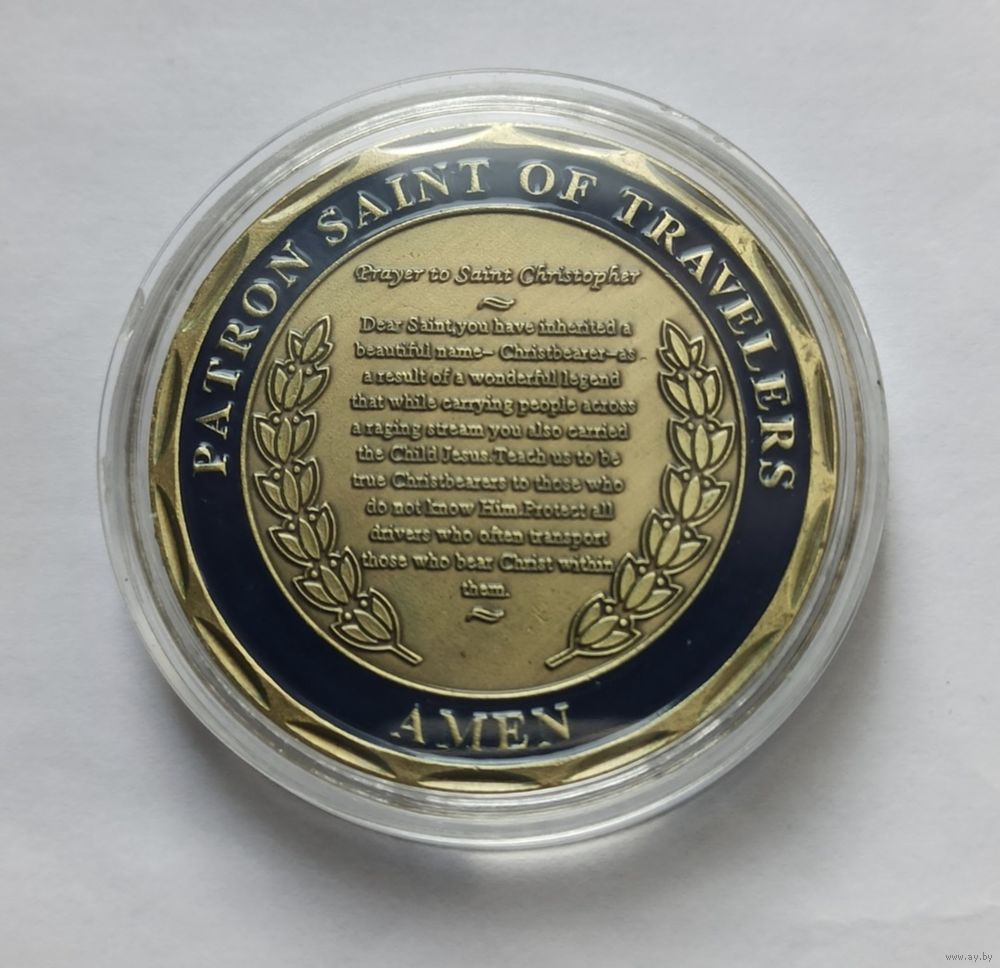 PATRON SAINT OF TRAVELERS
Prayer to Saint Christopher
Dear Saint,you have inherited a
beautiful name– Christbearer–as
a result of a wonderful legend
that while carrying people across
a raging stream you also carried
the Child Jesus.Teach us to be
true Christbearers to those who
do not know Him.Protect all
drivers who often transport
those who bear Christ within
them.
AMEN
www.ay.by